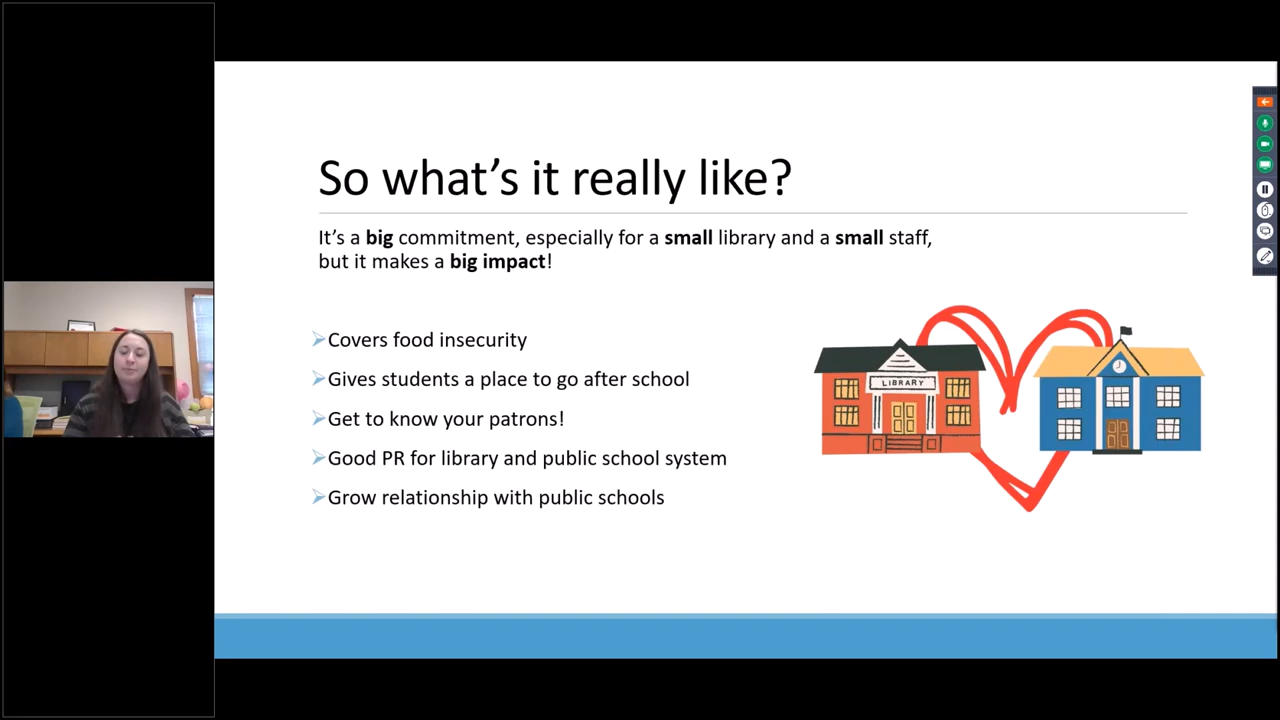 So what's it really like?
It's a big commitment, especially for a small library and a small staff,
but it makes a big impact!
Covers food insecurity
Gives students a place to go after school
Get to know your patrons!
Good PR for library and public school system
Grow relationship with public schools
LIBRARY